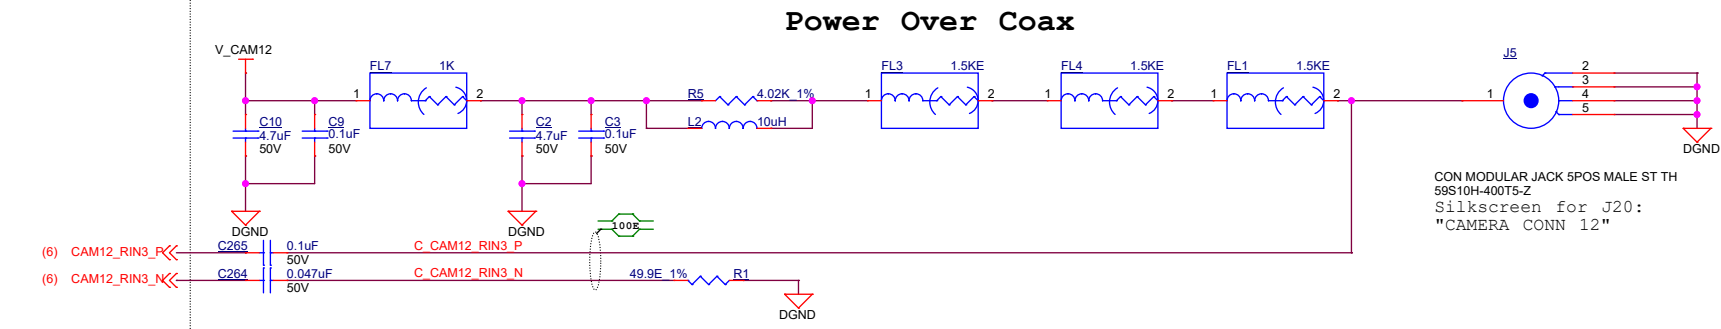 Power Over Coax
V_CAM12
FL7 1K
1 2
C10
4.7uF
50V
C9
0.1uF
50V
DGND
C2
4.7uF
50V
C3
0.1uF
50V
DGND
R5 4.02K_1%
L2 10uH
FL3 1.5KE
1 2
FL4 1.5KE
1 2
FL1 1.5KE
1 2
J5
1
2
3
4
5
DGND
CON MODULAR JACK 5POS MALE ST TH
59S10H-400T5-Z
Silkscreen for J20:
"CAMERA CONN 12"
100E
(6) CAM12_RIN3_P C265 0.1uF C_CAM12_RIN3_P
50V
(6) CAM12_RIN3_N C264 0.047uF C_CAM12_RIN3_N 49.9E_1% R1
50V
DGND